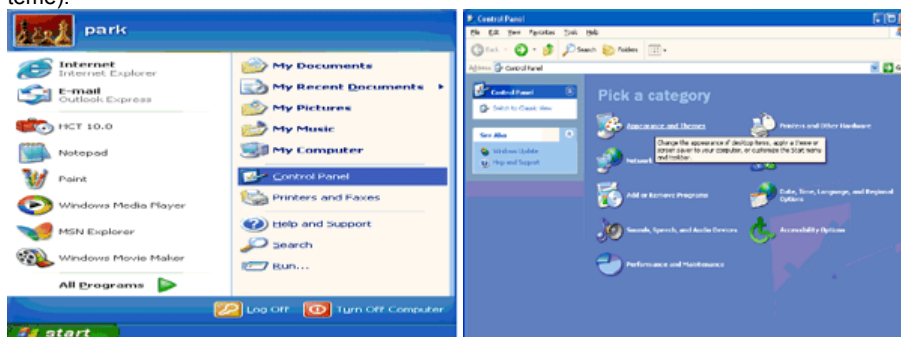 teme).
park
Internet
Internet Explorer
E-mail
Outlook Express
HCT 10.0
Notepad
Paint
Windows Media Player
MSN Explorer
Windows Movie Maker
All Programs
My Documents
My Recent Documents
My Pictures
My Music
My Computer
Control Panel
Printers and Faxes
Help and Support
Search
Run...
Log Off
Turn Off Computer
start
Control Panel
File Edit View Favorites Tools Help
Back
Search
Folders
Address
Control Panel
Control Panel
Switch to Classic View
See Also
Windows Update
Help and Support
Pick a category
Appearance and Themes
Printers and Other Hardware
Change the appearance of desktop items, apply a theme or
screen saver to your computer, or customize the Start menu
and taskbar.
Network
Add or Remove Programs
Date, Time, Language, and Regional
Options
Sounds, Speech, and Audio Devices
Accessibility Options
Performance and Maintenance